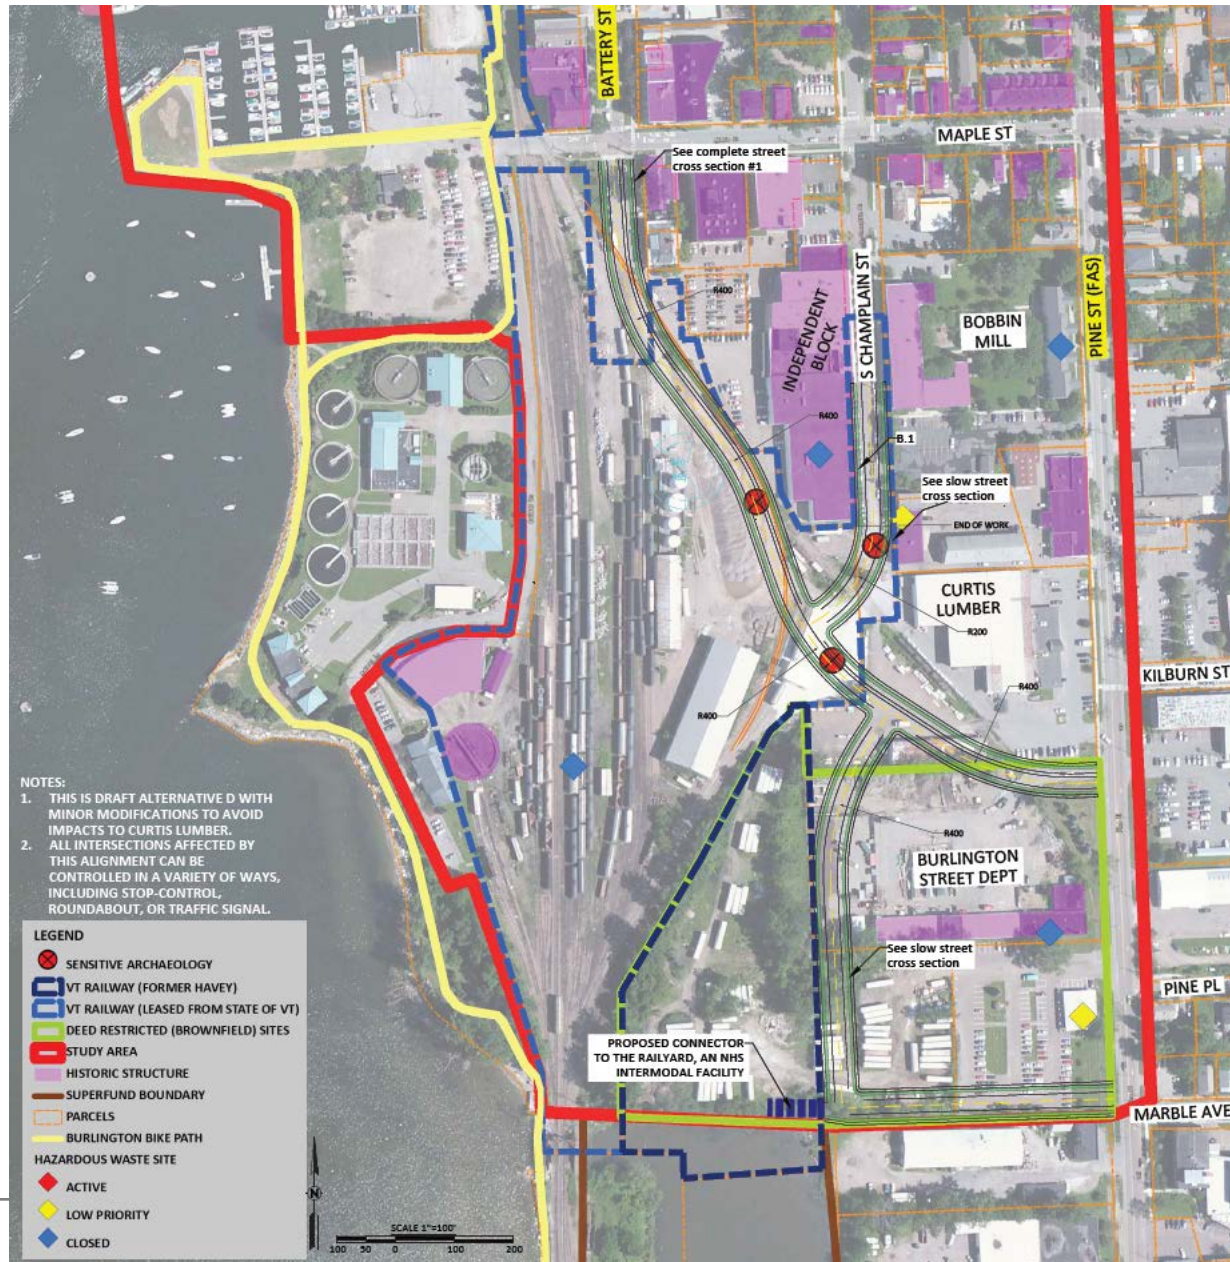 BATTERY ST
MAPLE ST
See complete street
cross section #1
R400
S CHAMPLAIN ST
INDEPENDENT
BLOCK
BOBBIN
MILL
PINE ST (FAS)
R400
B.1
See slow street
cross section
END OF WORK
CURTIS
LUMBER
R200
R400
KILBURN ST
R400
R400
BURLINGTON
STREET DEPT
See slow street
cross section
PINE PL
PROPOSED CONNECTOR
TO THE RAILYARD, AN NHS
INTERMODAL FACILITY
MARBLE AVE
NOTES:
1. THIS IS DRAFT ALTERNATIVE D WITH
MINOR MODIFICATIONS TO AVOID
IMPACTS TO CURTIS LUMBER.
2. ALL INTERSECTIONS AFFECTED BY
THIS ALIGNMENT CAN BE
CONTROLLED IN A VARIETY OF WAYS,
INCLUDING STOP-CONTROL,
ROUNDABOUT, OR TRAFFIC SIGNAL.
LEGEND
SENSITIVE ARCHAEOLOGY
VT RAILWAY (FORMER HAVEY)
VT RAILWAY (LEASED FROM STATE OF VT)
DEED RESTRICTED (BROWNFIELD) SITES
STUDY AREA
HISTORIC STRUCTURE
SUPERFUND BOUNDARY
PARCELS
BURLINGTON BIKE PATH
HAZARDOUS WASTE SITE
ACTIVE
LOW PRIORITY
CLOSED
N
SCALE 1"=100'
100 50 0 100 200